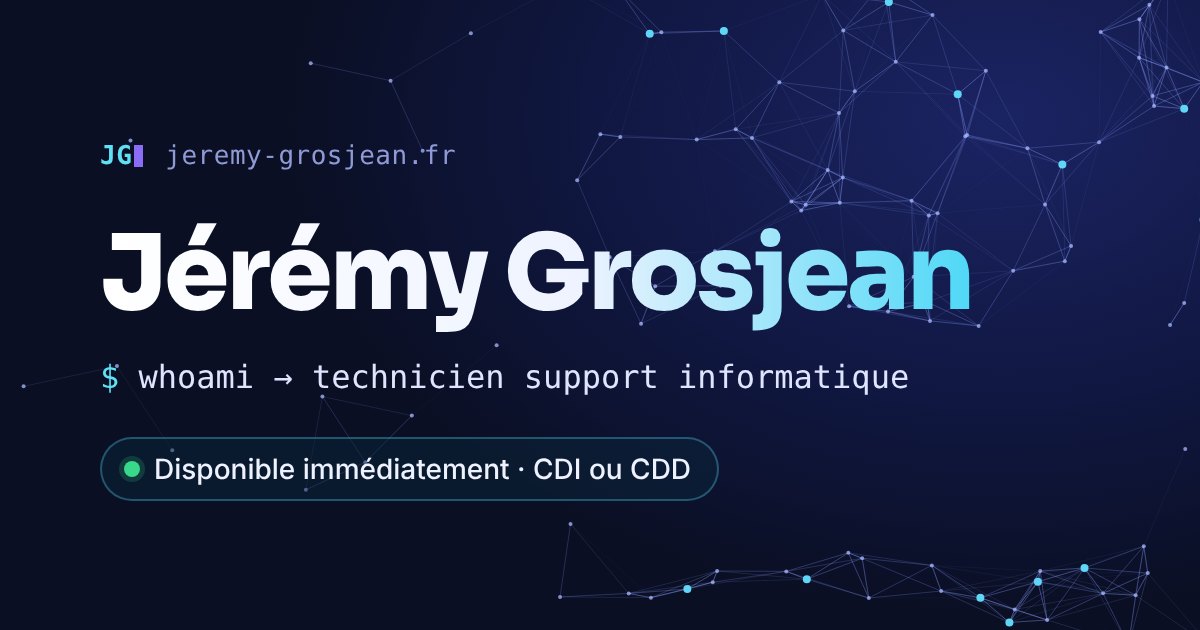 JG jeremy-grosjean.fr
Jérémy Grosjean
$ whoami → technicien support informatique
Disponible immédiatement · CDI ou CDD